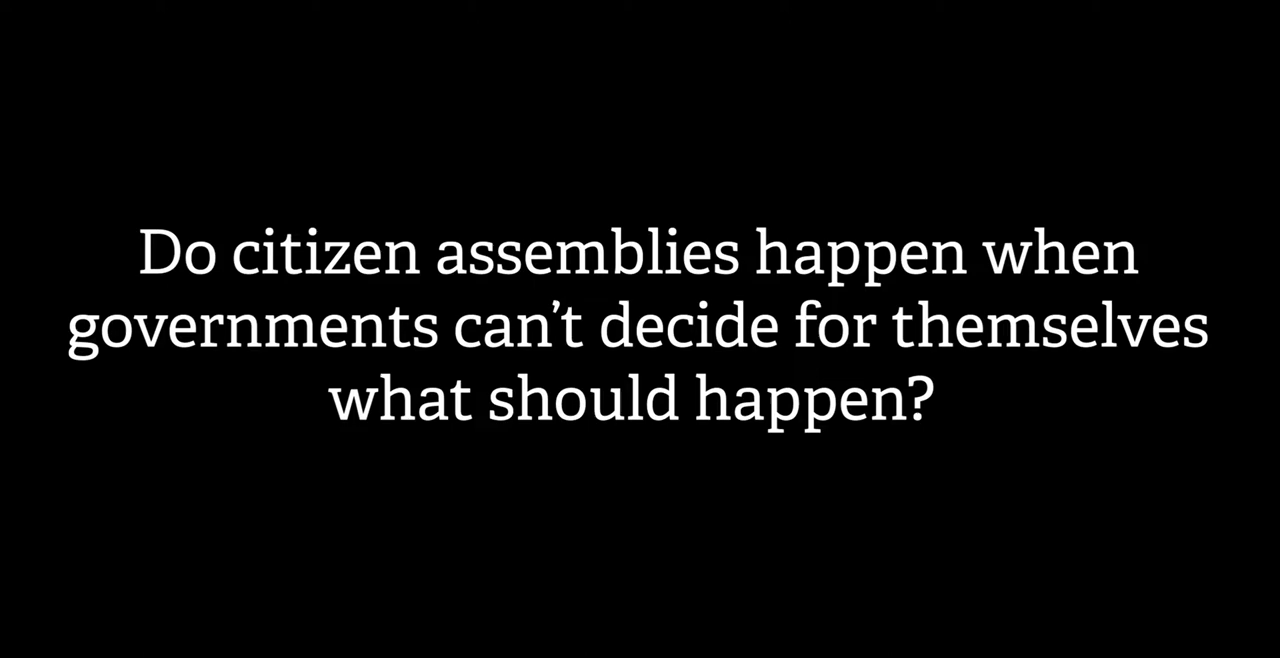 Do citizen assemblies happen when
governments can’t decide for themselves
what should happen?